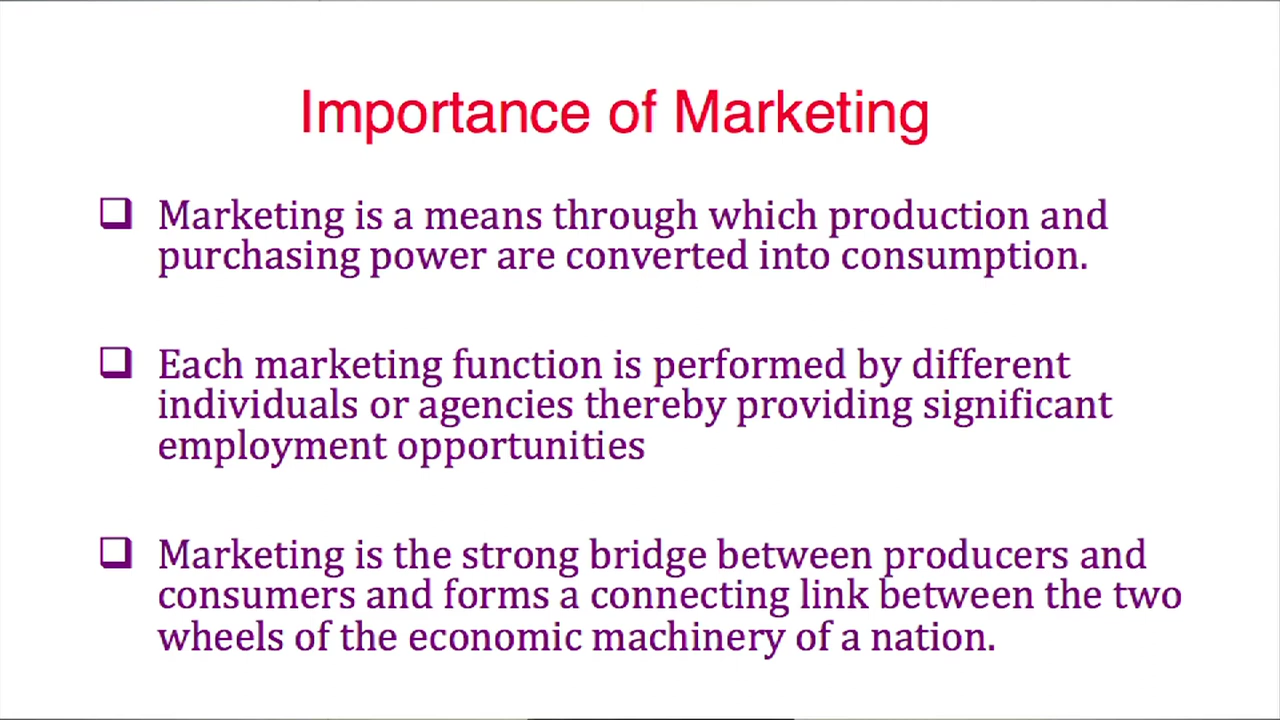 Importance of Marketing
Marketing is a means through which production and
purchasing power are converted into consumption.
Each marketing function is performed by different
individuals or agencies thereby providing significant
employment opportunities
Marketing is the strong bridge between producers and
consumers and forms a connecting link between the two
wheels of the economic machinery of a nation.